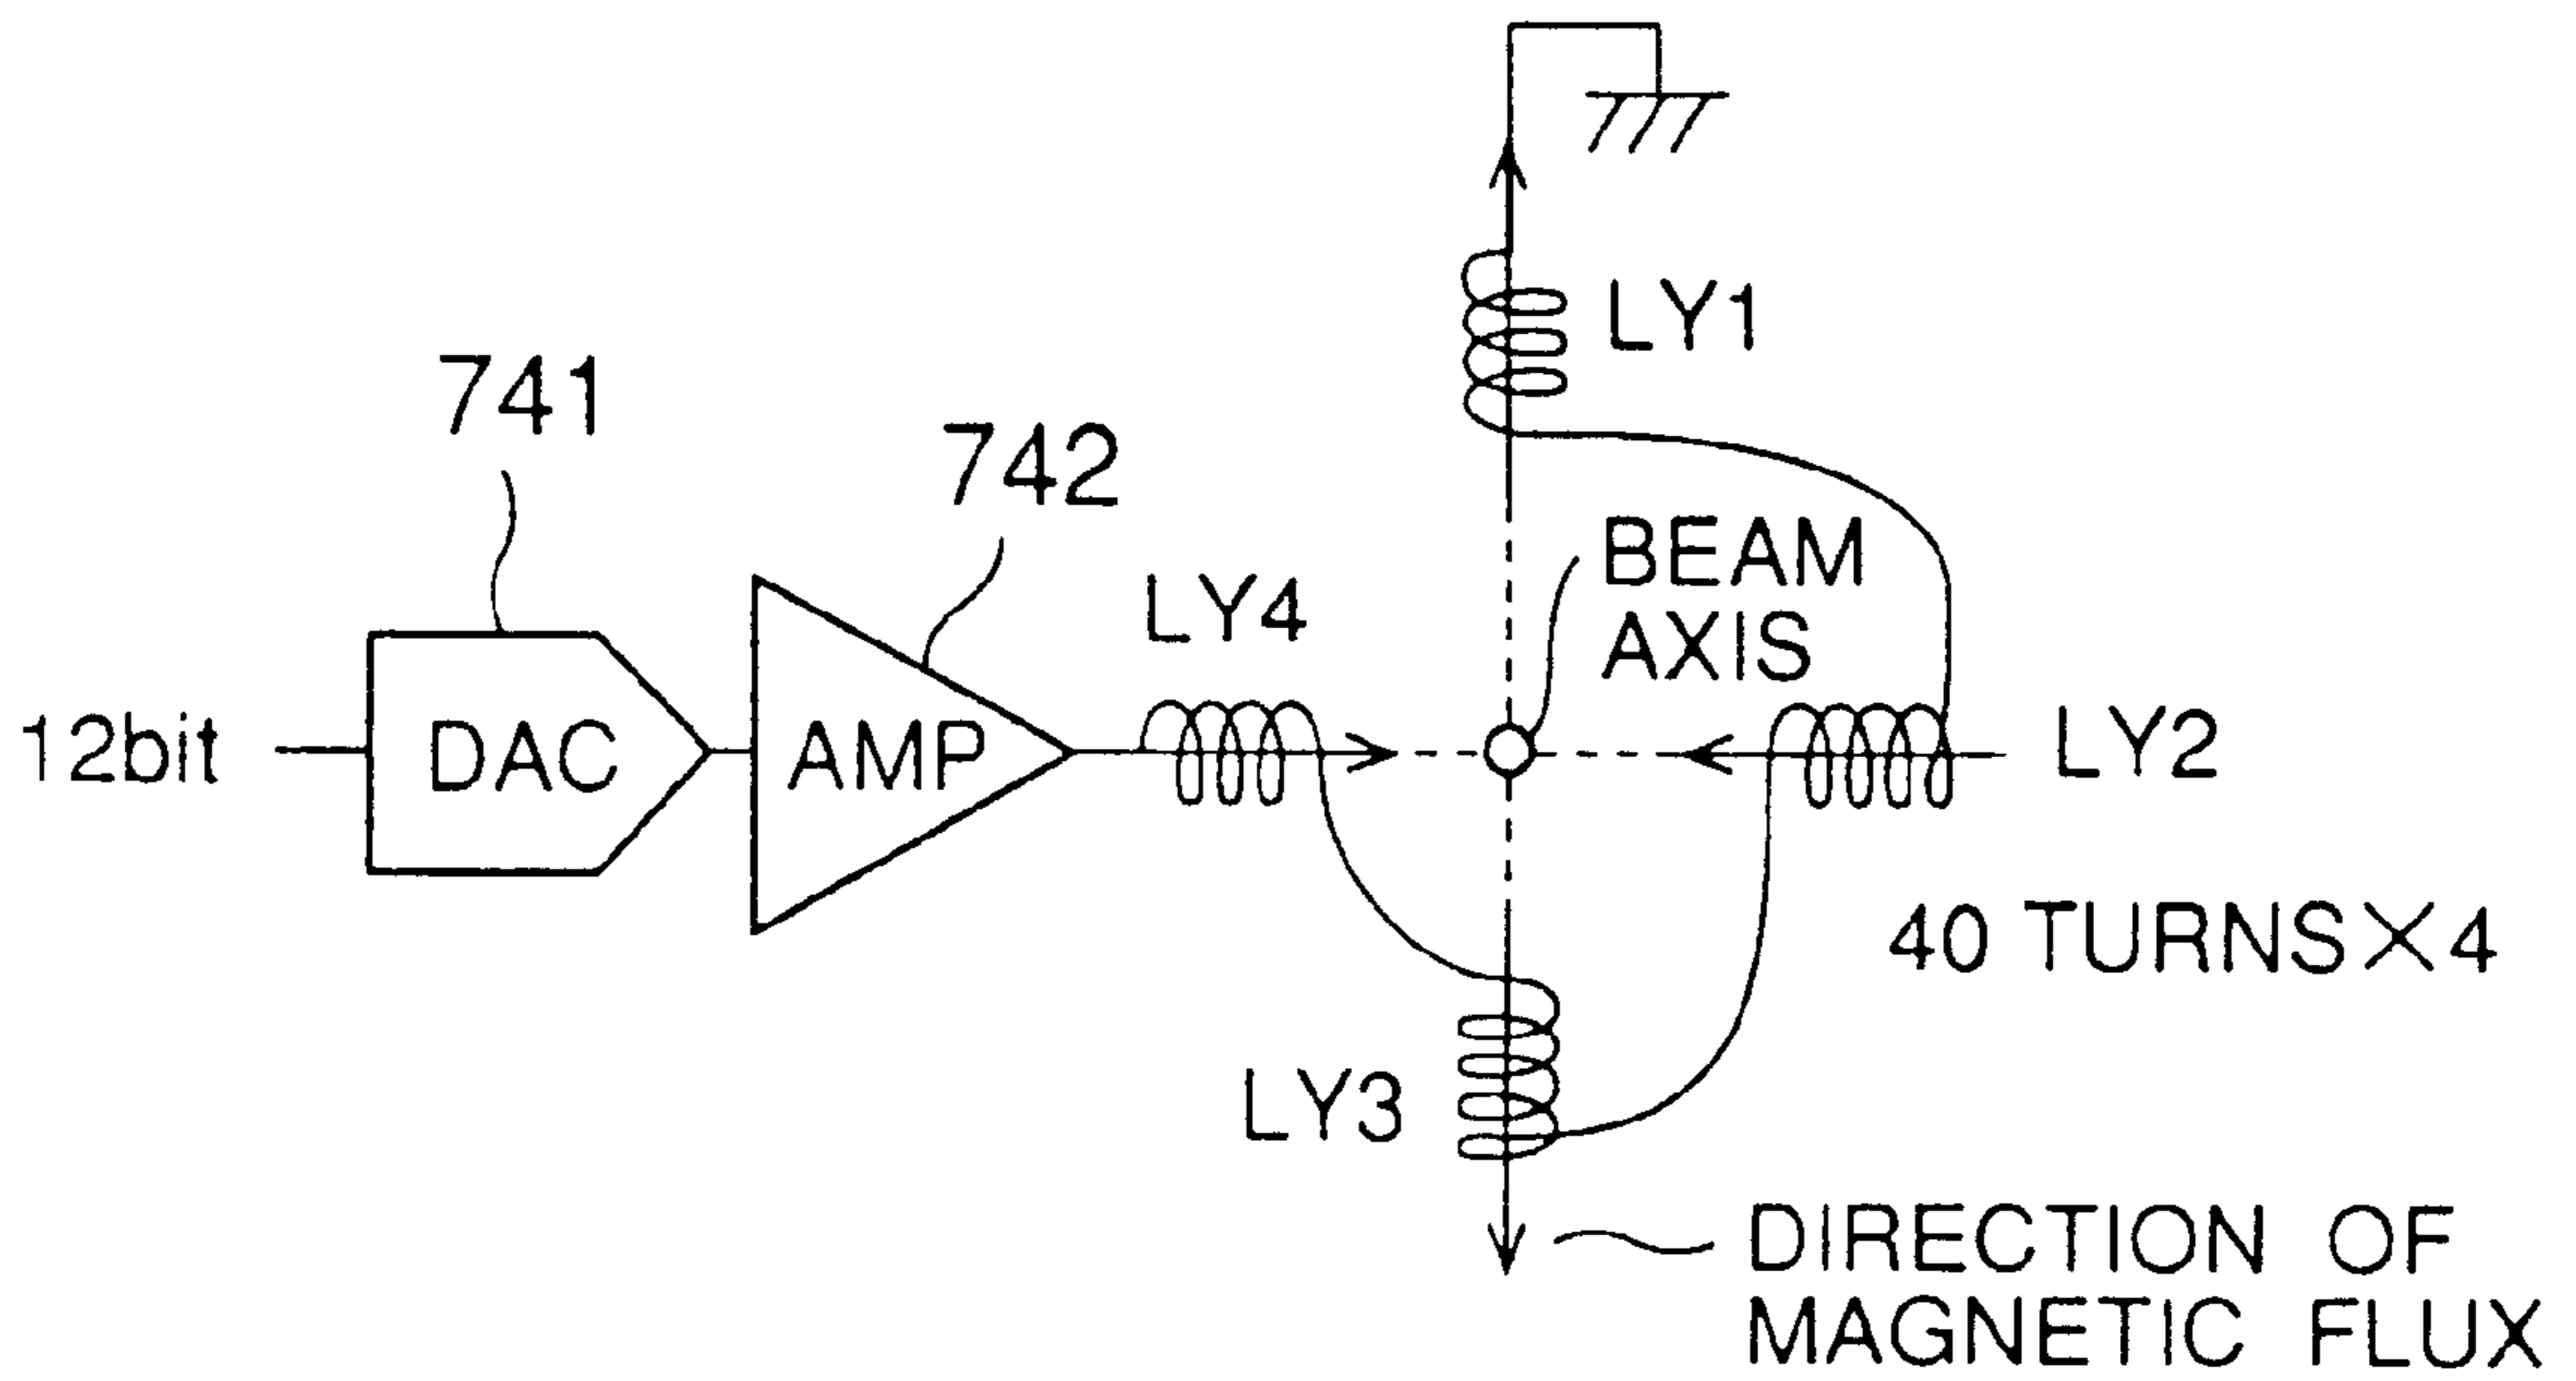 LY1
741
742
BEAM
AXIS
LY4
12bit
DAC
AMP
LY2
40 TURNS×4
LY3
DIRECTION OF
MAGNETIC FLUX